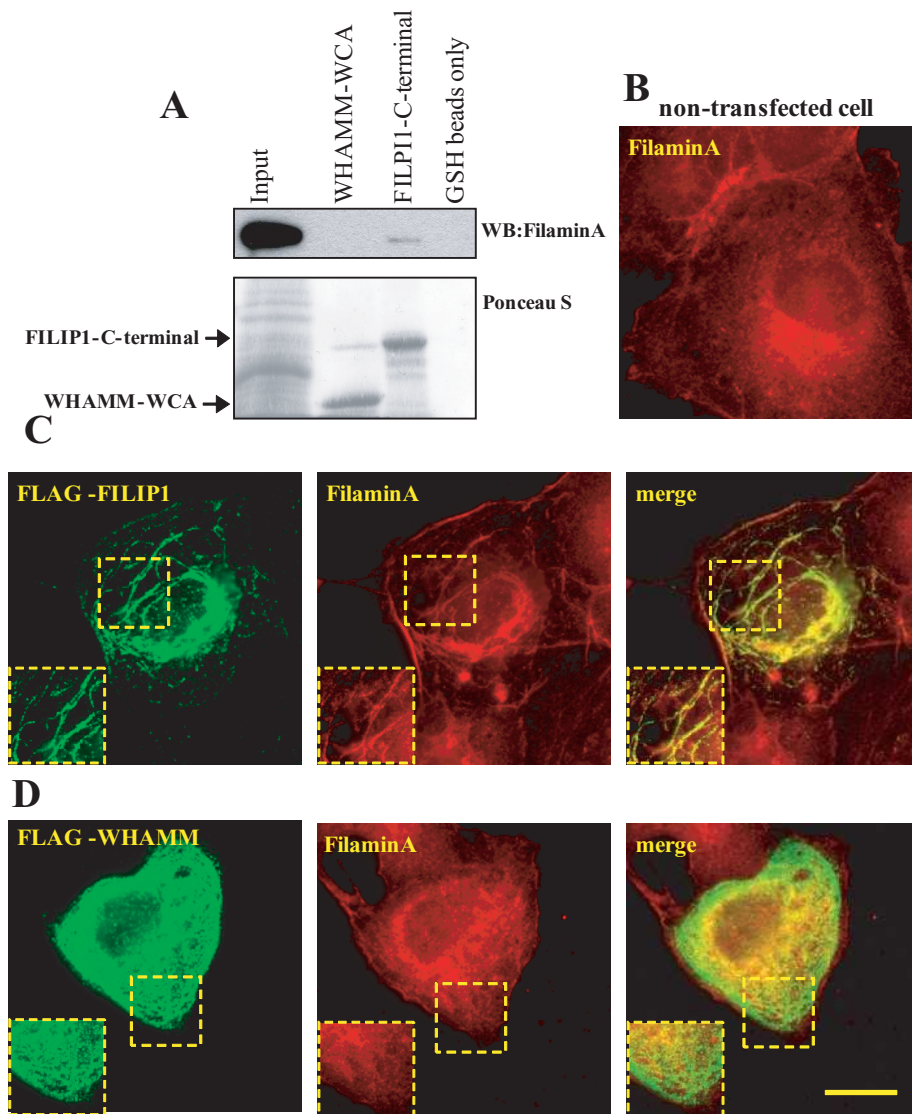 A
Input
WHAMM-WCA
FILPI1-C-terminal
GSH beads only
WB:FilaminA
Ponceau S
FILIP1-C-terminal
WHAMM-WCA
B
non-transfected cell
FilaminA
C
FLAG -FILIP1
FilaminA
merge
D
FLAG -WHAMM
FilaminA
merge